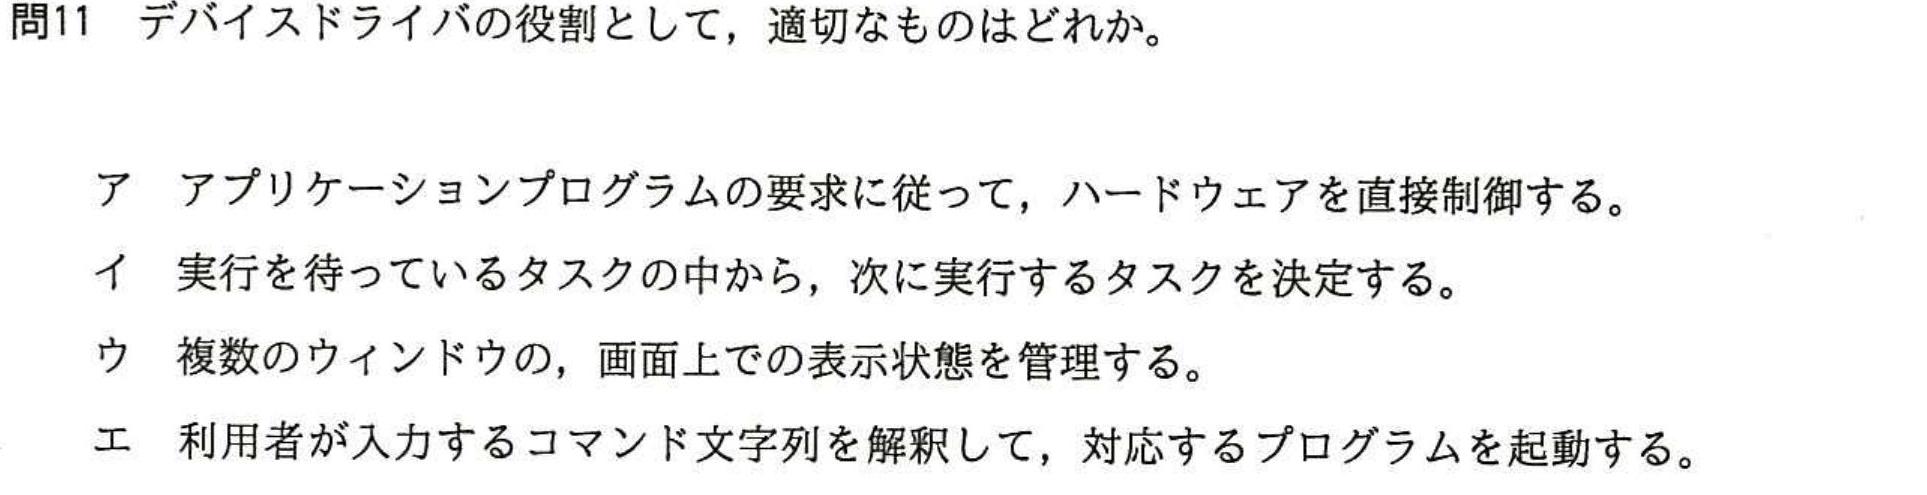 問11　デバイスドライバの役割として，適切なものはどれか。
ア　アプリケーションプログラムの要求に従って，ハードウェアを直接制御する。
イ　実行を待っているタスクの中から，次に実行するタスクを決定する。
ウ　複数のウィンドウの，画面上での表示状態を管理する。
エ　利用者が入力するコマンド文字列を解釈して，対応するプログラムを起動する。